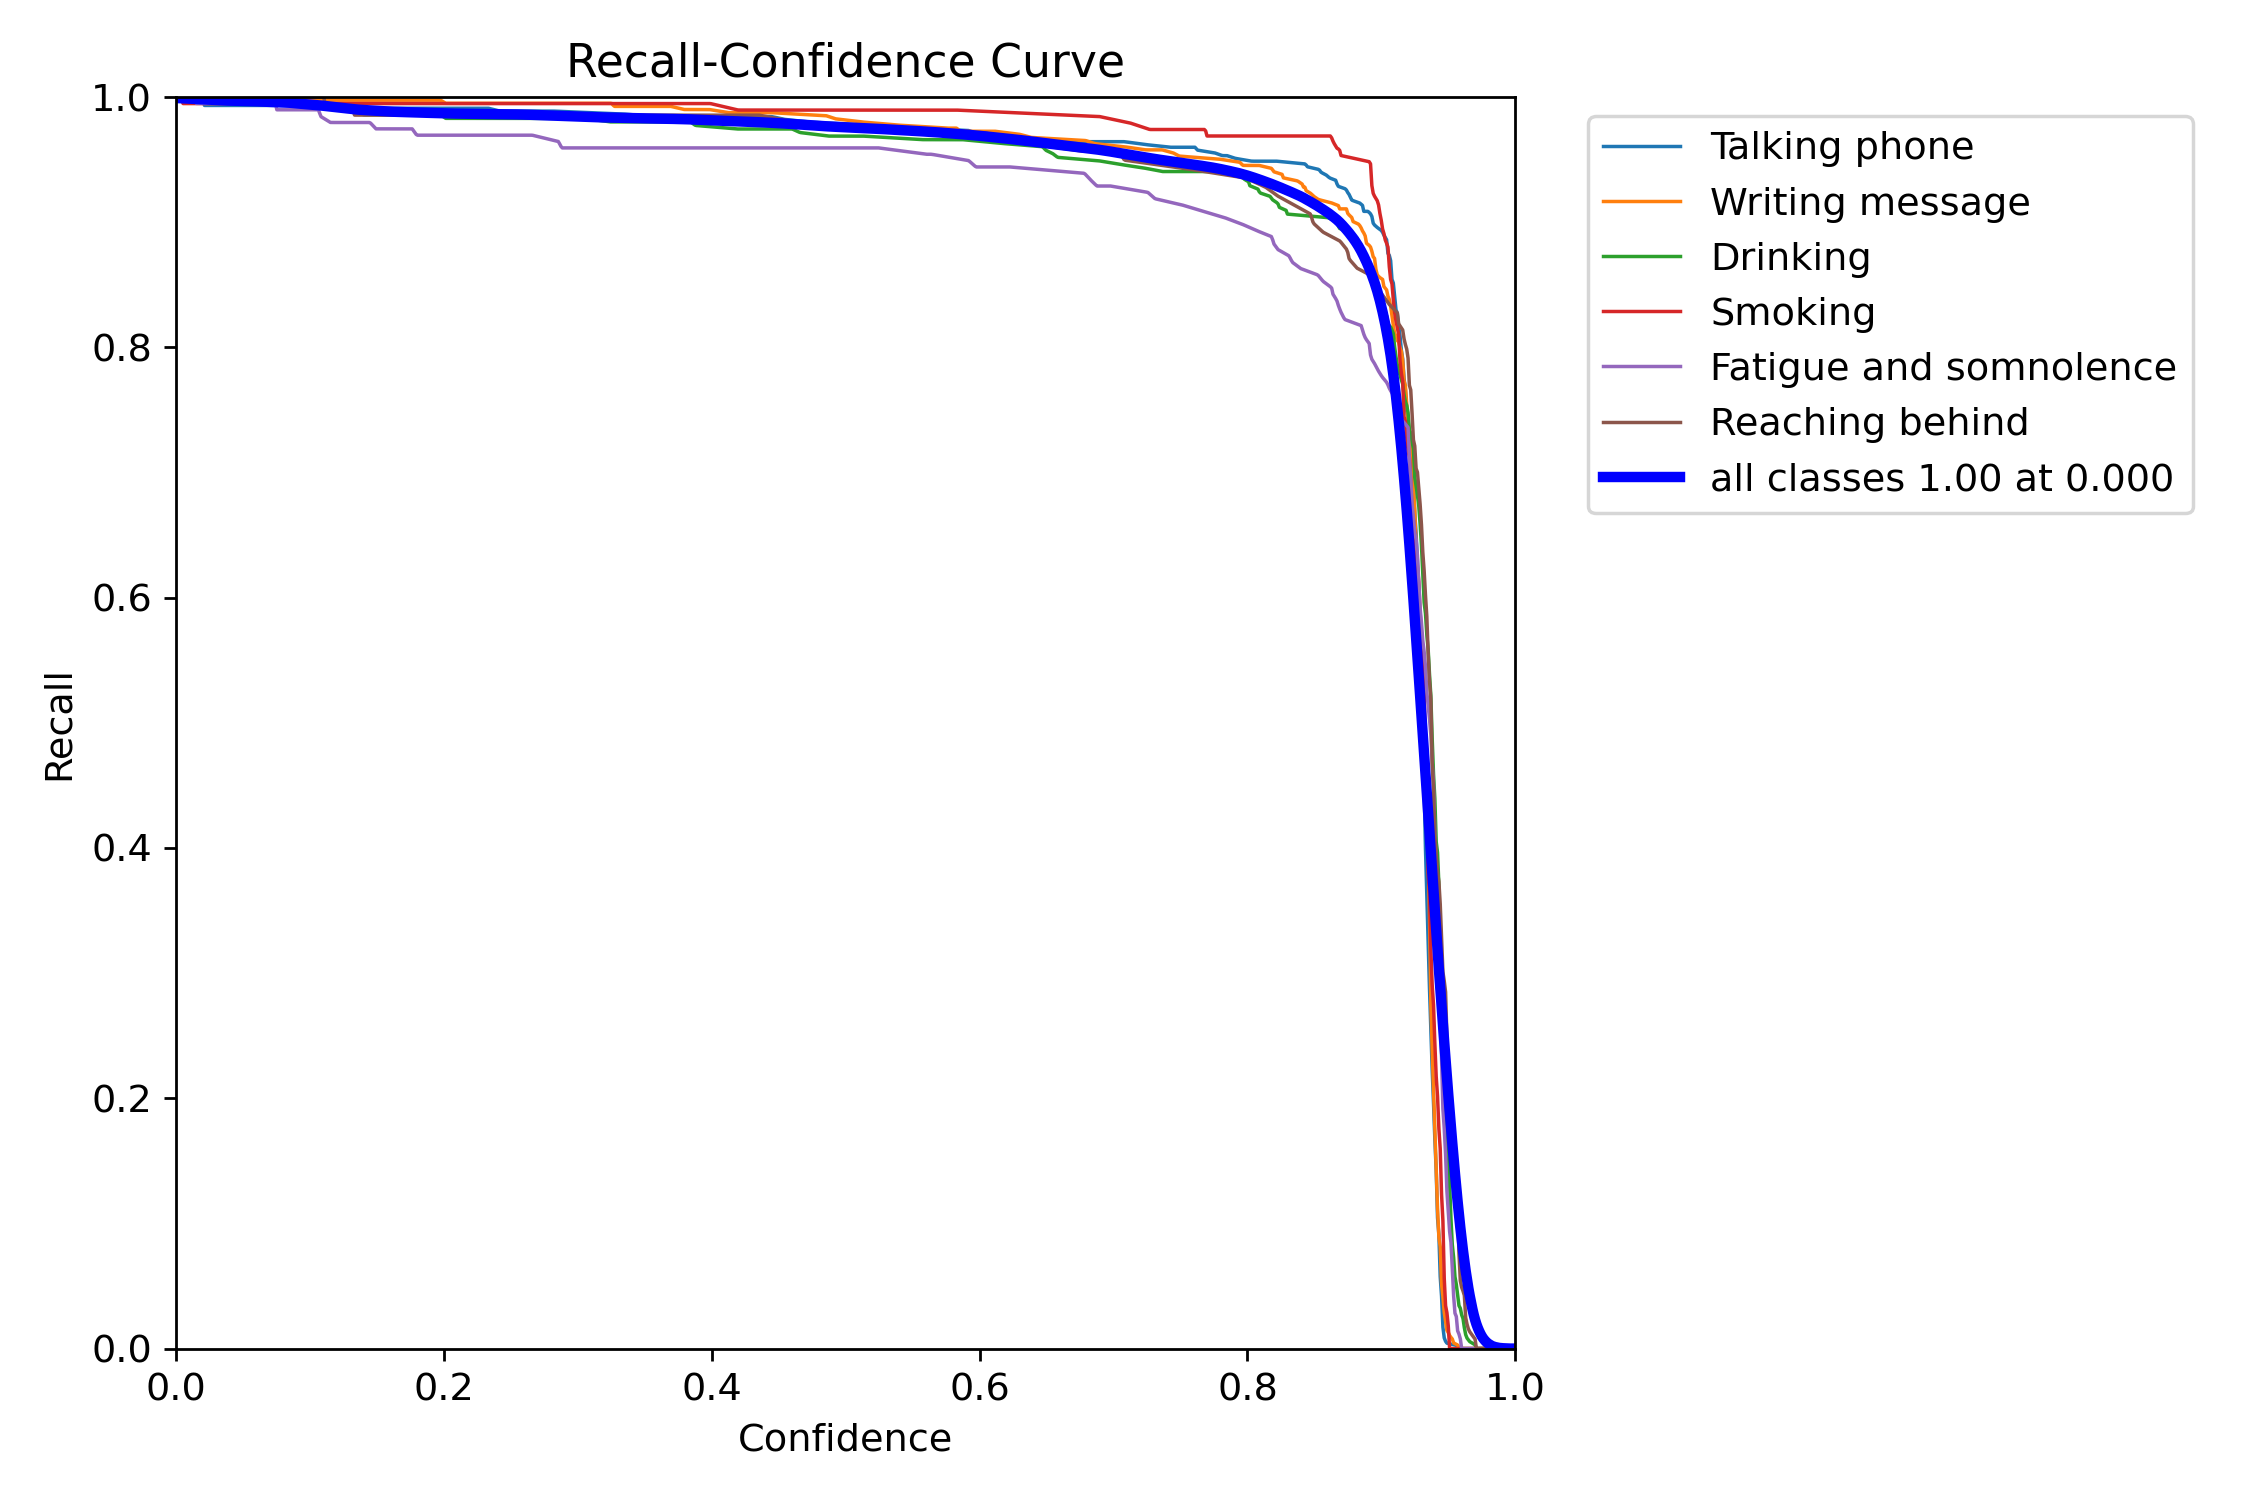 Recall-Confidence Curve
1.0
0.8
0.6
0.4
0.2
0.0
Recall
0.0 0.2 0.4 0.6 0.8 1.0
Confidence
Talking phone
Writing message
Drinking
Smoking
Fatigue and somnolence
Reaching behind
all classes 1.00 at 0.000